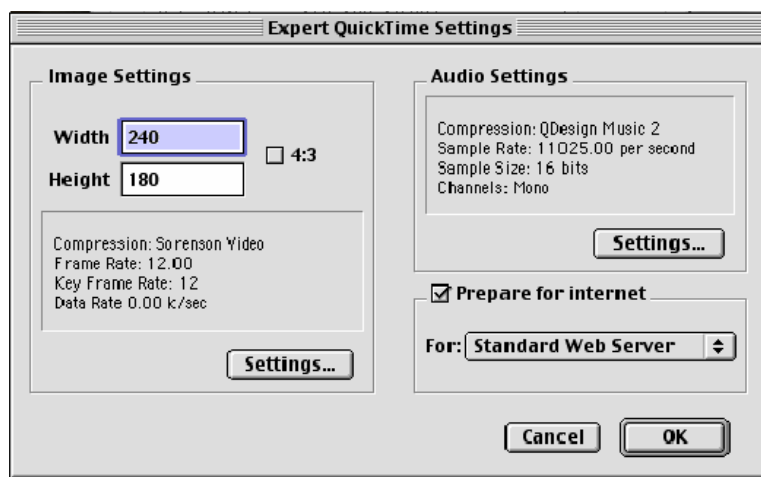 Expert QuickTime Settings
Image Settings
Width 240
4:3
Height 180
Compression: Sorenson Video
Frame Rate: 12.00
Key Frame Rate: 12
Data Rate 0.00 k/sec
Settings...
Audio Settings
Compression: QDesign Music 2
Sample Rate: 11025.00 per second
Sample Size: 16 bits
Channels: Mono
Settings...
Prepare for internet
For: Standard Web Server
Cancel
OK